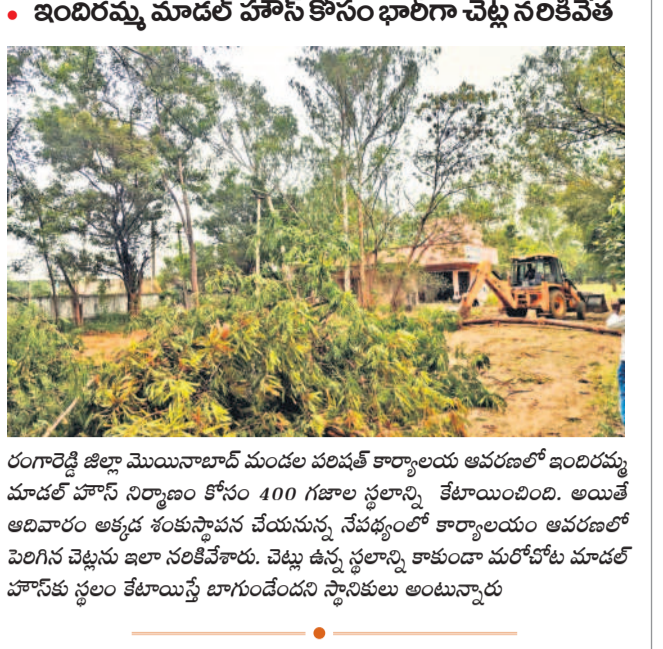 • ఇందిరమ్మ మాడల్ హౌస్ కోసం భారీగా చెట్ల నరికివేత
రంగారెడ్డి జిల్లా మొయినాబాద్ మండల పరిషత్ కార్యాలయ ఆవరణలో ఇందిరమ్మ
మాడల్ హౌస్ నిర్మాణం కోసం 400 గజాల స్థలాన్ని కేటాయించింది. అయితే
ఆదివారం అక్కడ శంకుస్థాపన చేయనున్న నేపథ్యంలో కార్యాలయం ఆవరణలో
పెరిగిన చెట్లను ఇలా నరికివేశారు. చెట్లు ఉన్న స్థలాన్ని కాకుండా మరోచోట మాడల్
హౌస్‌కు స్థలం కేటాయిస్తే బాగుండేందని స్థానికులు అంటున్నారు